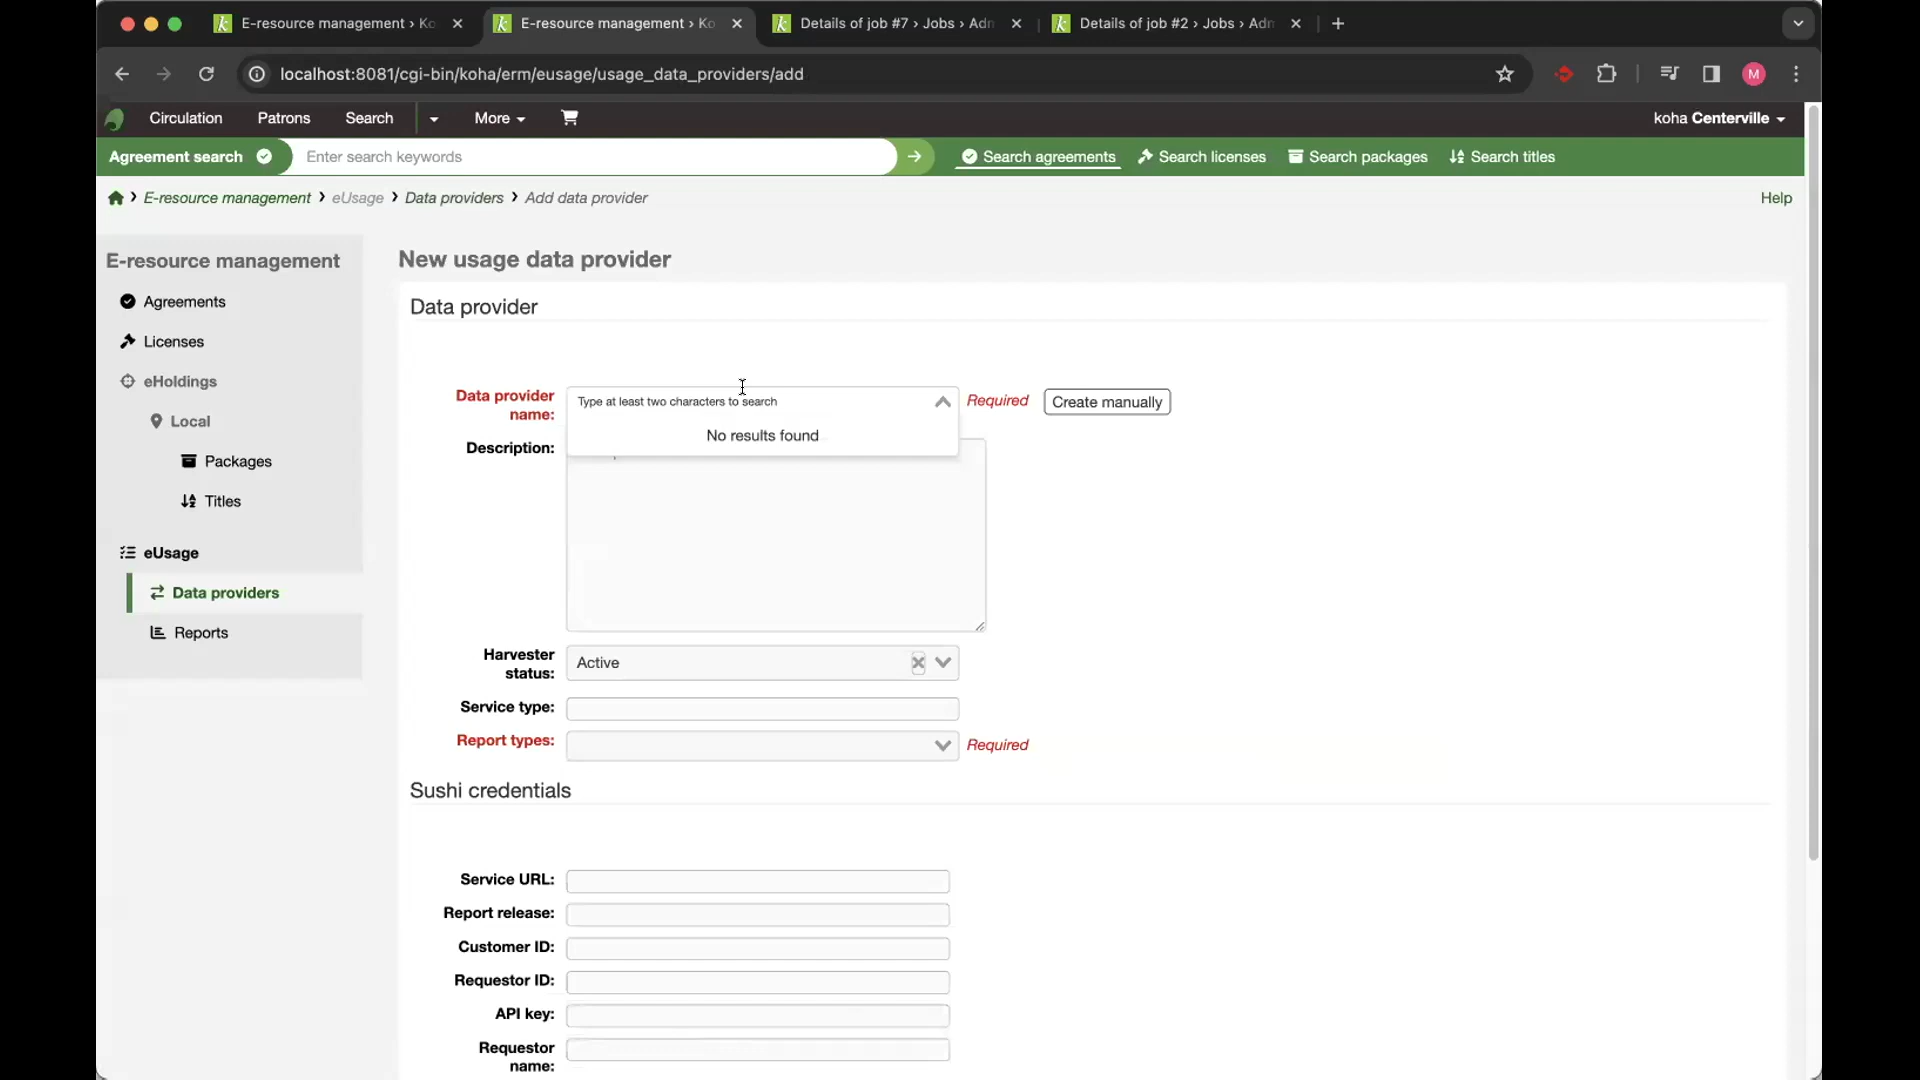 E-resource management › Ko
E-resource management › Ko
Details of job #7 › Jobs › Adm
Details of job #2 › Jobs › Adm
localhost:8081/cgi-bin/koha/erm/eusage/usage_data_providers/add
M
Circulation
Patrons
Search
More
koha Centerville
Agreement search
Enter search keywords
Search agreements
Search licenses
Search packages
Search titles
E-resource management
eUsage
Data providers
Add data provider
Help
E-resource management
Agreements
Licenses
eHoldings
Local
Packages
Titles
eUsage
Data providers
Reports
New usage data provider
Data provider
Data provider
name:
Type at least two characters to search
Required
Create manually
No results found
Description:
Harvester
status:
Active
Service type:
Report types:
Required
Sushi credentials
Service URL:
Report release:
Customer ID:
Requestor ID:
API key:
Requestor
name: